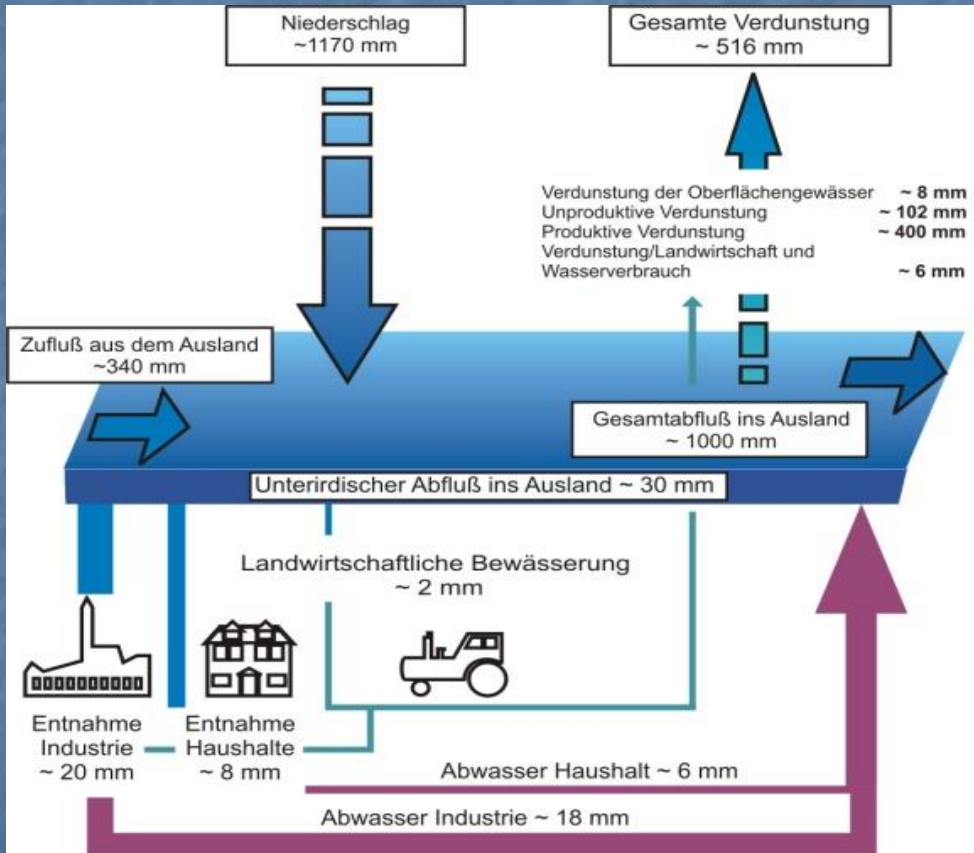 Niederschlag
~1170 mm
Gesamte Verdunstung
~ 516 mm
Verdunstung der Oberflächengewässer ~ 8 mm
Unproduktive Verdunstung ~ 102 mm
Produktive Verdunstung ~ 400 mm
Verdunstung/Landwirtschaft und
Wasserverbrauch ~ 6 mm
Zufluß aus dem Ausland
~340 mm
Gesamtabfluß ins Ausland
~ 1000 mm
Unterirdischer Abfluß ins Ausland ~ 30 mm
Landwirtschaftliche Bewässerung
~ 2 mm
Entnahme
Industrie
~ 20 mm
Entnahme
Haushalte
~ 8 mm
Abwasser Haushalt ~ 6 mm
Abwasser Industrie ~ 18 mm